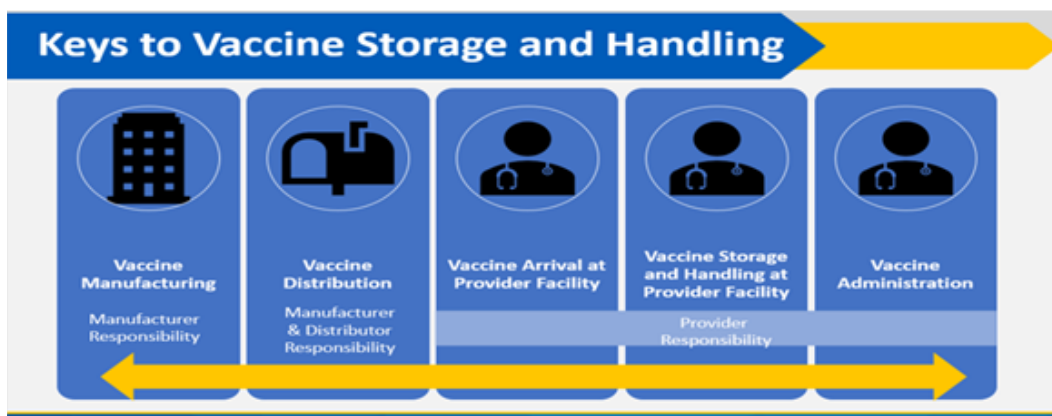 Keys to Vaccine Storage and Handling
Vaccine
Manufacturing
Manufacturer
Responsibility
Vaccine
Distribution
Manufacturer
& Distributor
Responsibility
Vaccine Arrival at
Provider Facility
Vaccine Storage
and Handling at
Provider Facility
Vaccine
Administration
Provider
Responsibility